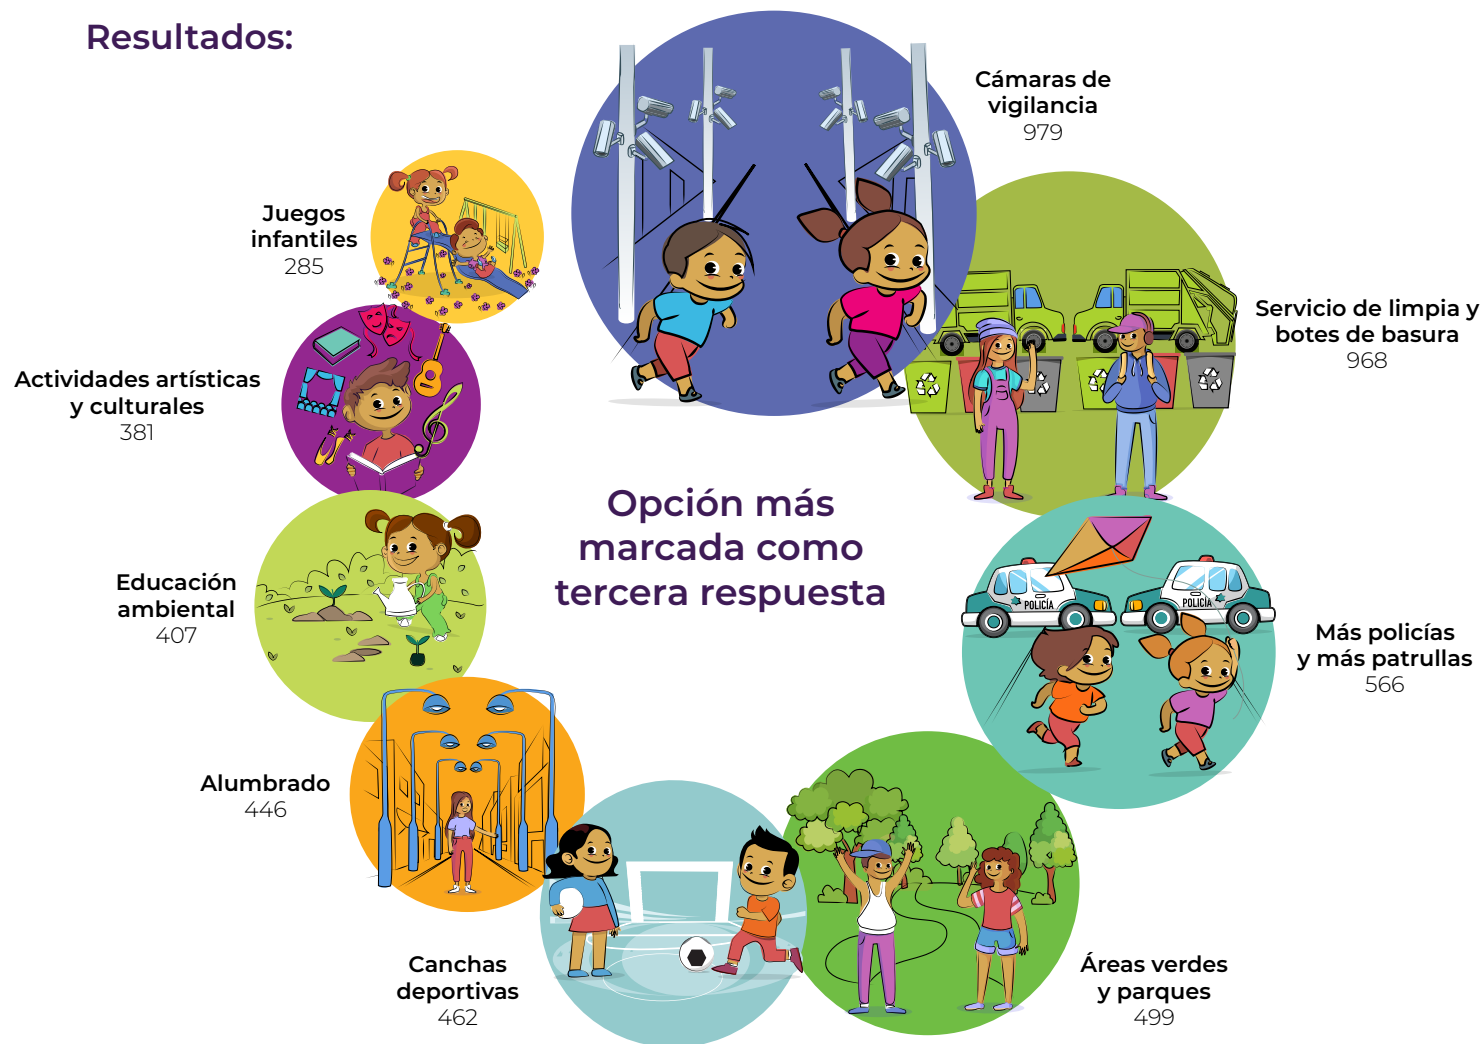 Resultados:
Cámaras de
vigilancia
979
Servicio de limpia y
botes de basura
968
POLICÍA
POLICÍA
Más policías
y más patrullas
566
Áreas verdes
y parques
499
Canchas
deportivas
462
Alumbrado
446
Educación
ambiental
407
Actividades artísticas
y culturales
381
Juegos
infantiles
285
Opción más
marcada como
tercera respuesta